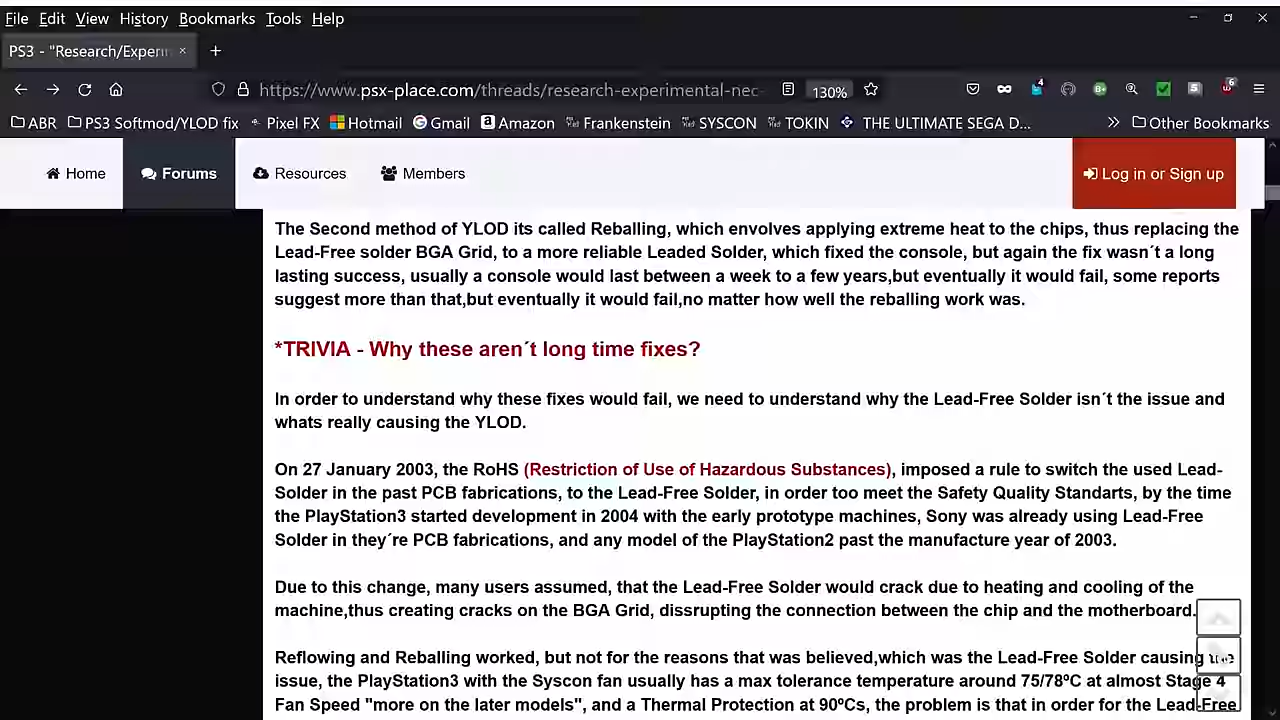 File Edit View History Bookmarks Tools Help
PS3 - "Research/Experim
https://www.psx-place.com/threads/research-experimental-nec- 130% 4 6
ABR PS3 Softmod/YLOD fix Pixel FX Hotmail Gmail Amazon Frankenstein SYSCON TOKIN THE ULTIMATE SEGA D... Other Bookmarks
Home Forums Resources Members Log in or Sign up
The Second method of YLOD its called Reballing, which envolves applying extreme heat to the chips, thus replacing the
Lead-Free solder BGA Grid, to a more reliable Leaded Solder, which fixed the console, but again the fix wasn´t a long
lasting success, usually a console would last between a week to a few years,but eventually it would fail, some reports
suggest more than that,but eventually it would fail,no matter how well the reballing work was.
*TRIVIA - Why these aren´t long time fixes?
In order to understand why these fixes would fail, we need to understand why the Lead-Free Solder isn´t the issue and
whats really causing the YLOD.
On 27 January 2003, the RoHS (Restriction of Use of Hazardous Substances), imposed a rule to switch the used Lead-
Solder in the past PCB fabrications, to the Lead-Free Solder, in order too meet the Safety Quality Standarts, by the time
the PlayStation3 started development in 2004 with the early prototype machines, Sony was already using Lead-Free
Solder in they´re PCB fabrications, and any model of the PlayStation2 past the manufacture year of 2003.
Due to this change, many users assumed, that the Lead-Free Solder would crack due to heating and cooling of the
machine,thus creating cracks on the BGA Grid, dissrupting the connection between the chip and the motherboard.
Reflowing and Reballing worked, but not for the reasons that was believed,which was the Lead-Free Solder causing the
issue, the PlayStation3 with the Syscon fan usually has a max tolerance temperature around 75/78ºC at almost Stage 4
Fan Speed "more on the later models", and a Thermal Protection at 90ºCs, the problem is that in order for the Lead-Free